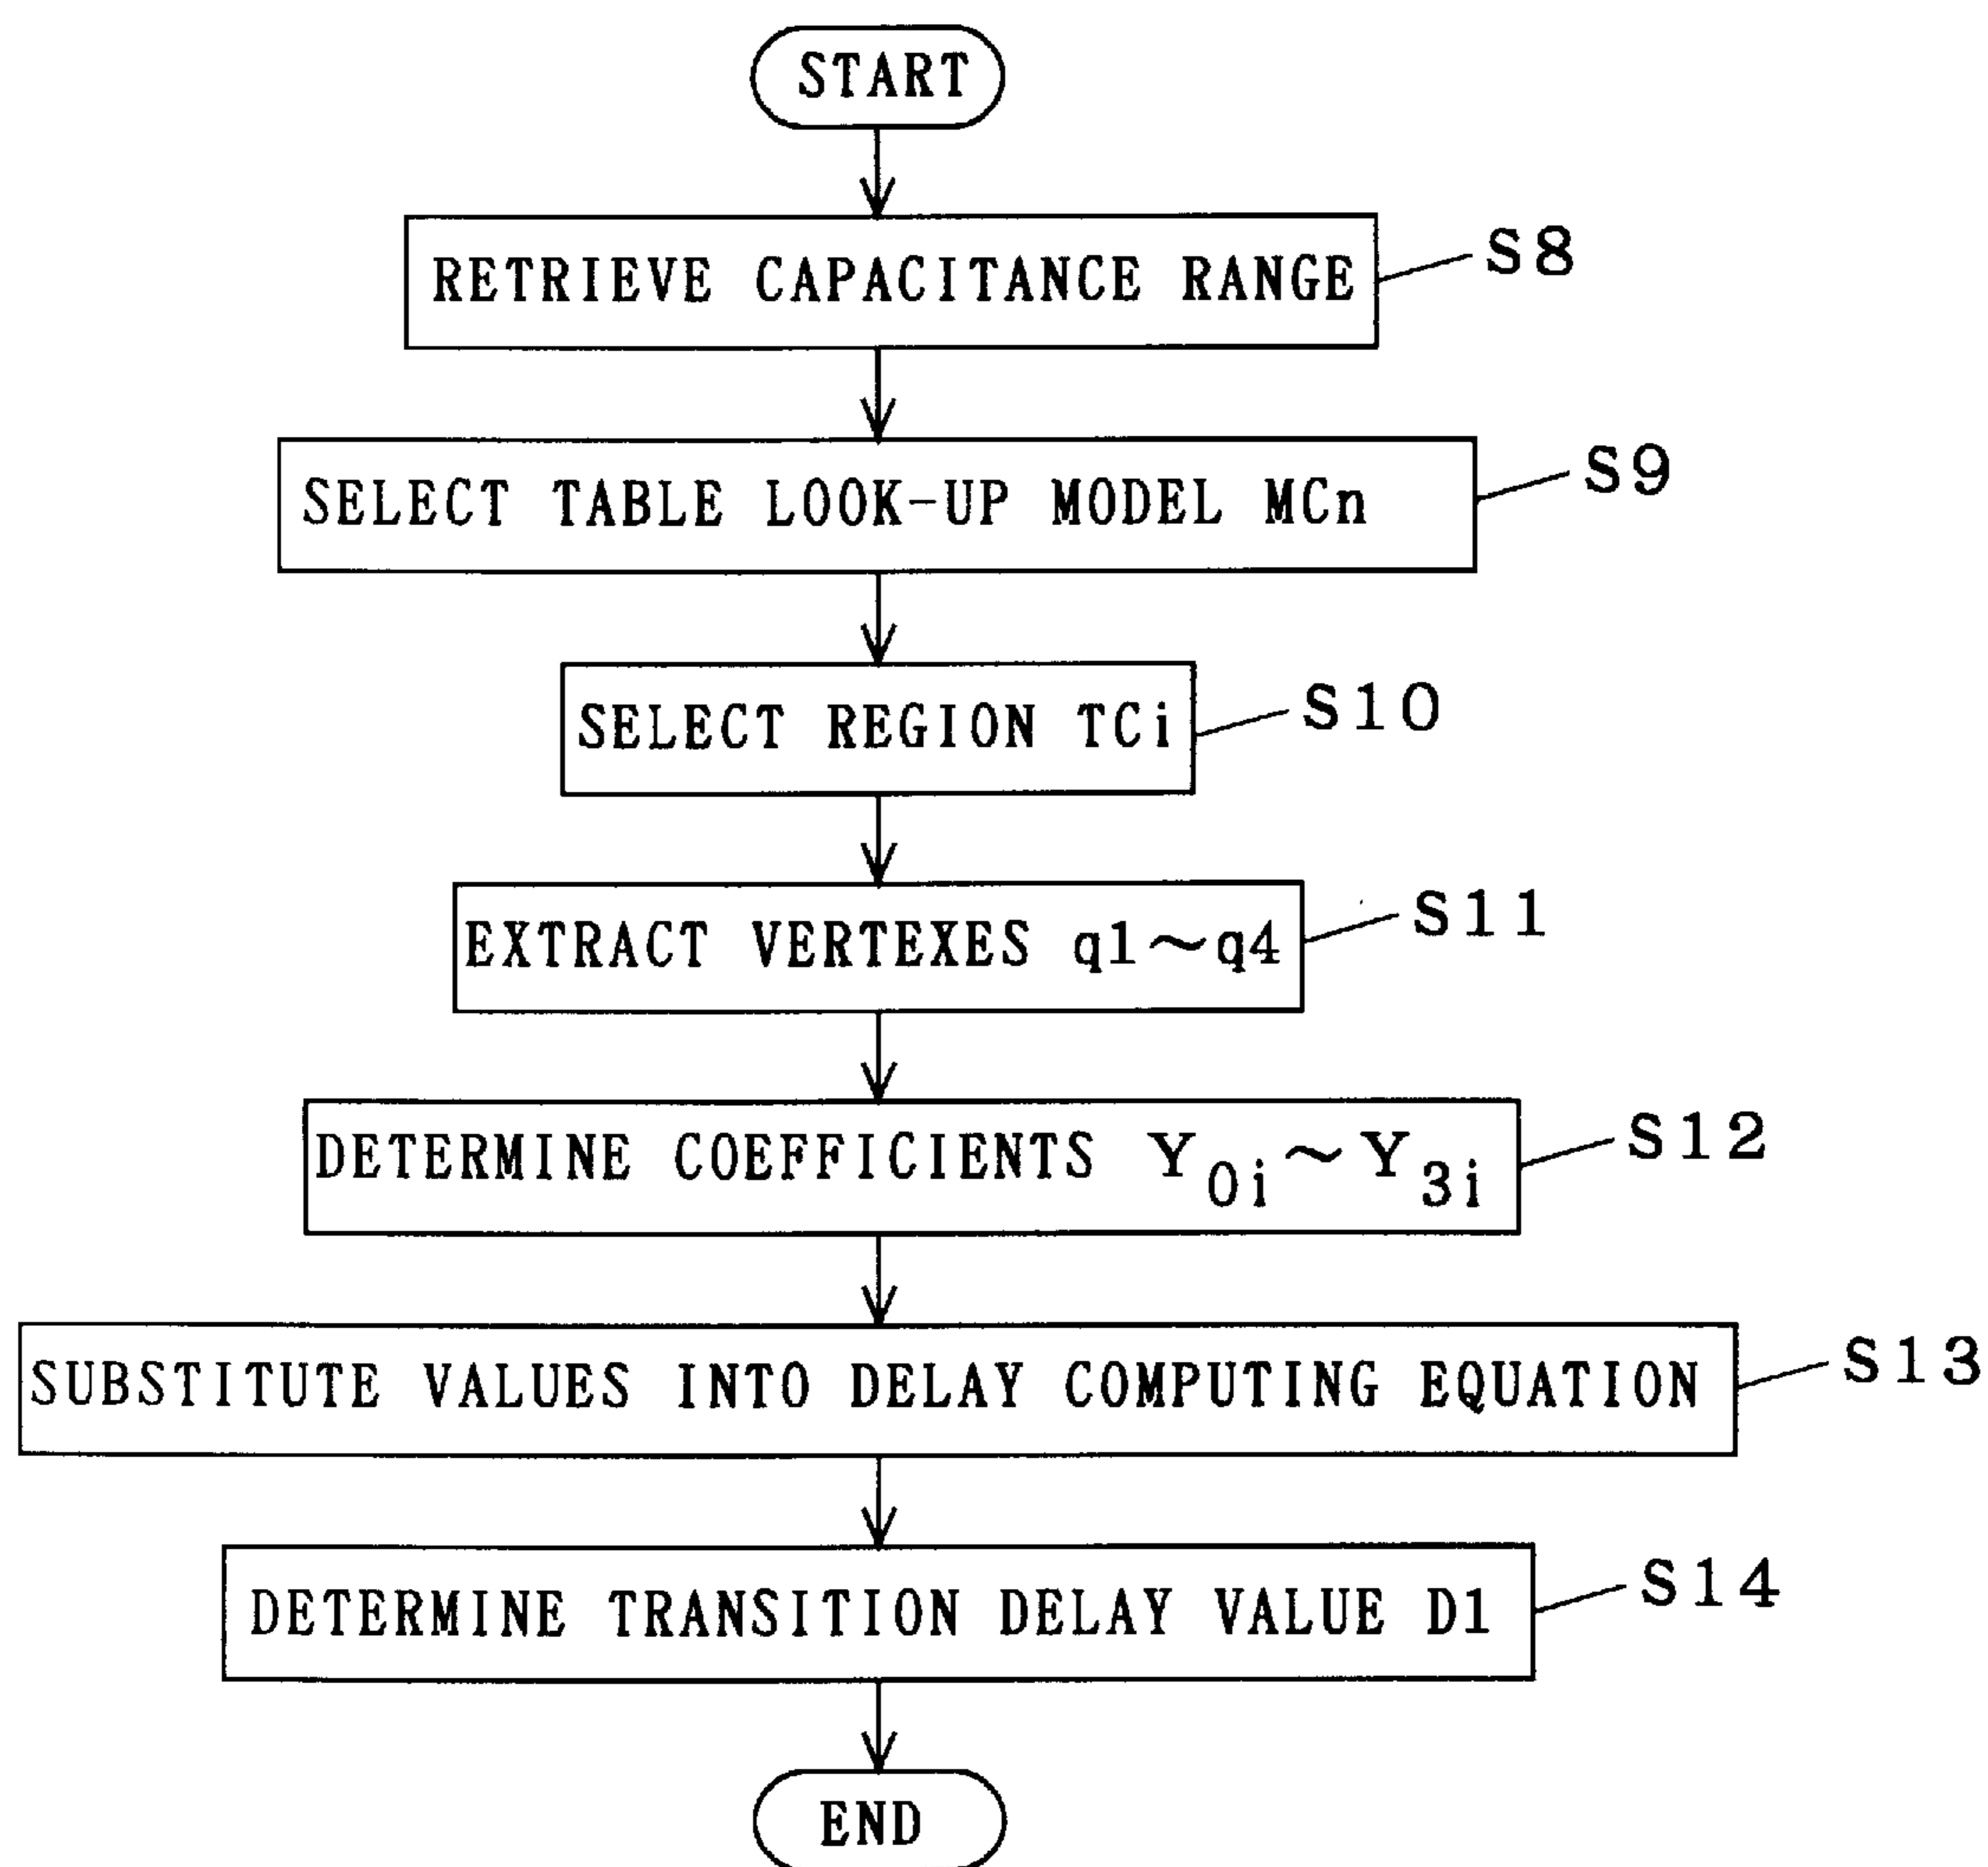 START
RETRIEVE CAPACITANCE RANGE
S8
SELECT TABLE LOOK-UP MODEL MCn
S9
SELECT REGION TCi
S10
EXTRACT VERTEXES q1～q4
S11
DETERMINE COEFFICIENTS Y0i～Y3i
S12
SUBSTITUTE VALUES INTO DELAY COMPUTING EQUATION
S13
DETERMINE TRANSITION DELAY VALUE D1
S14
END